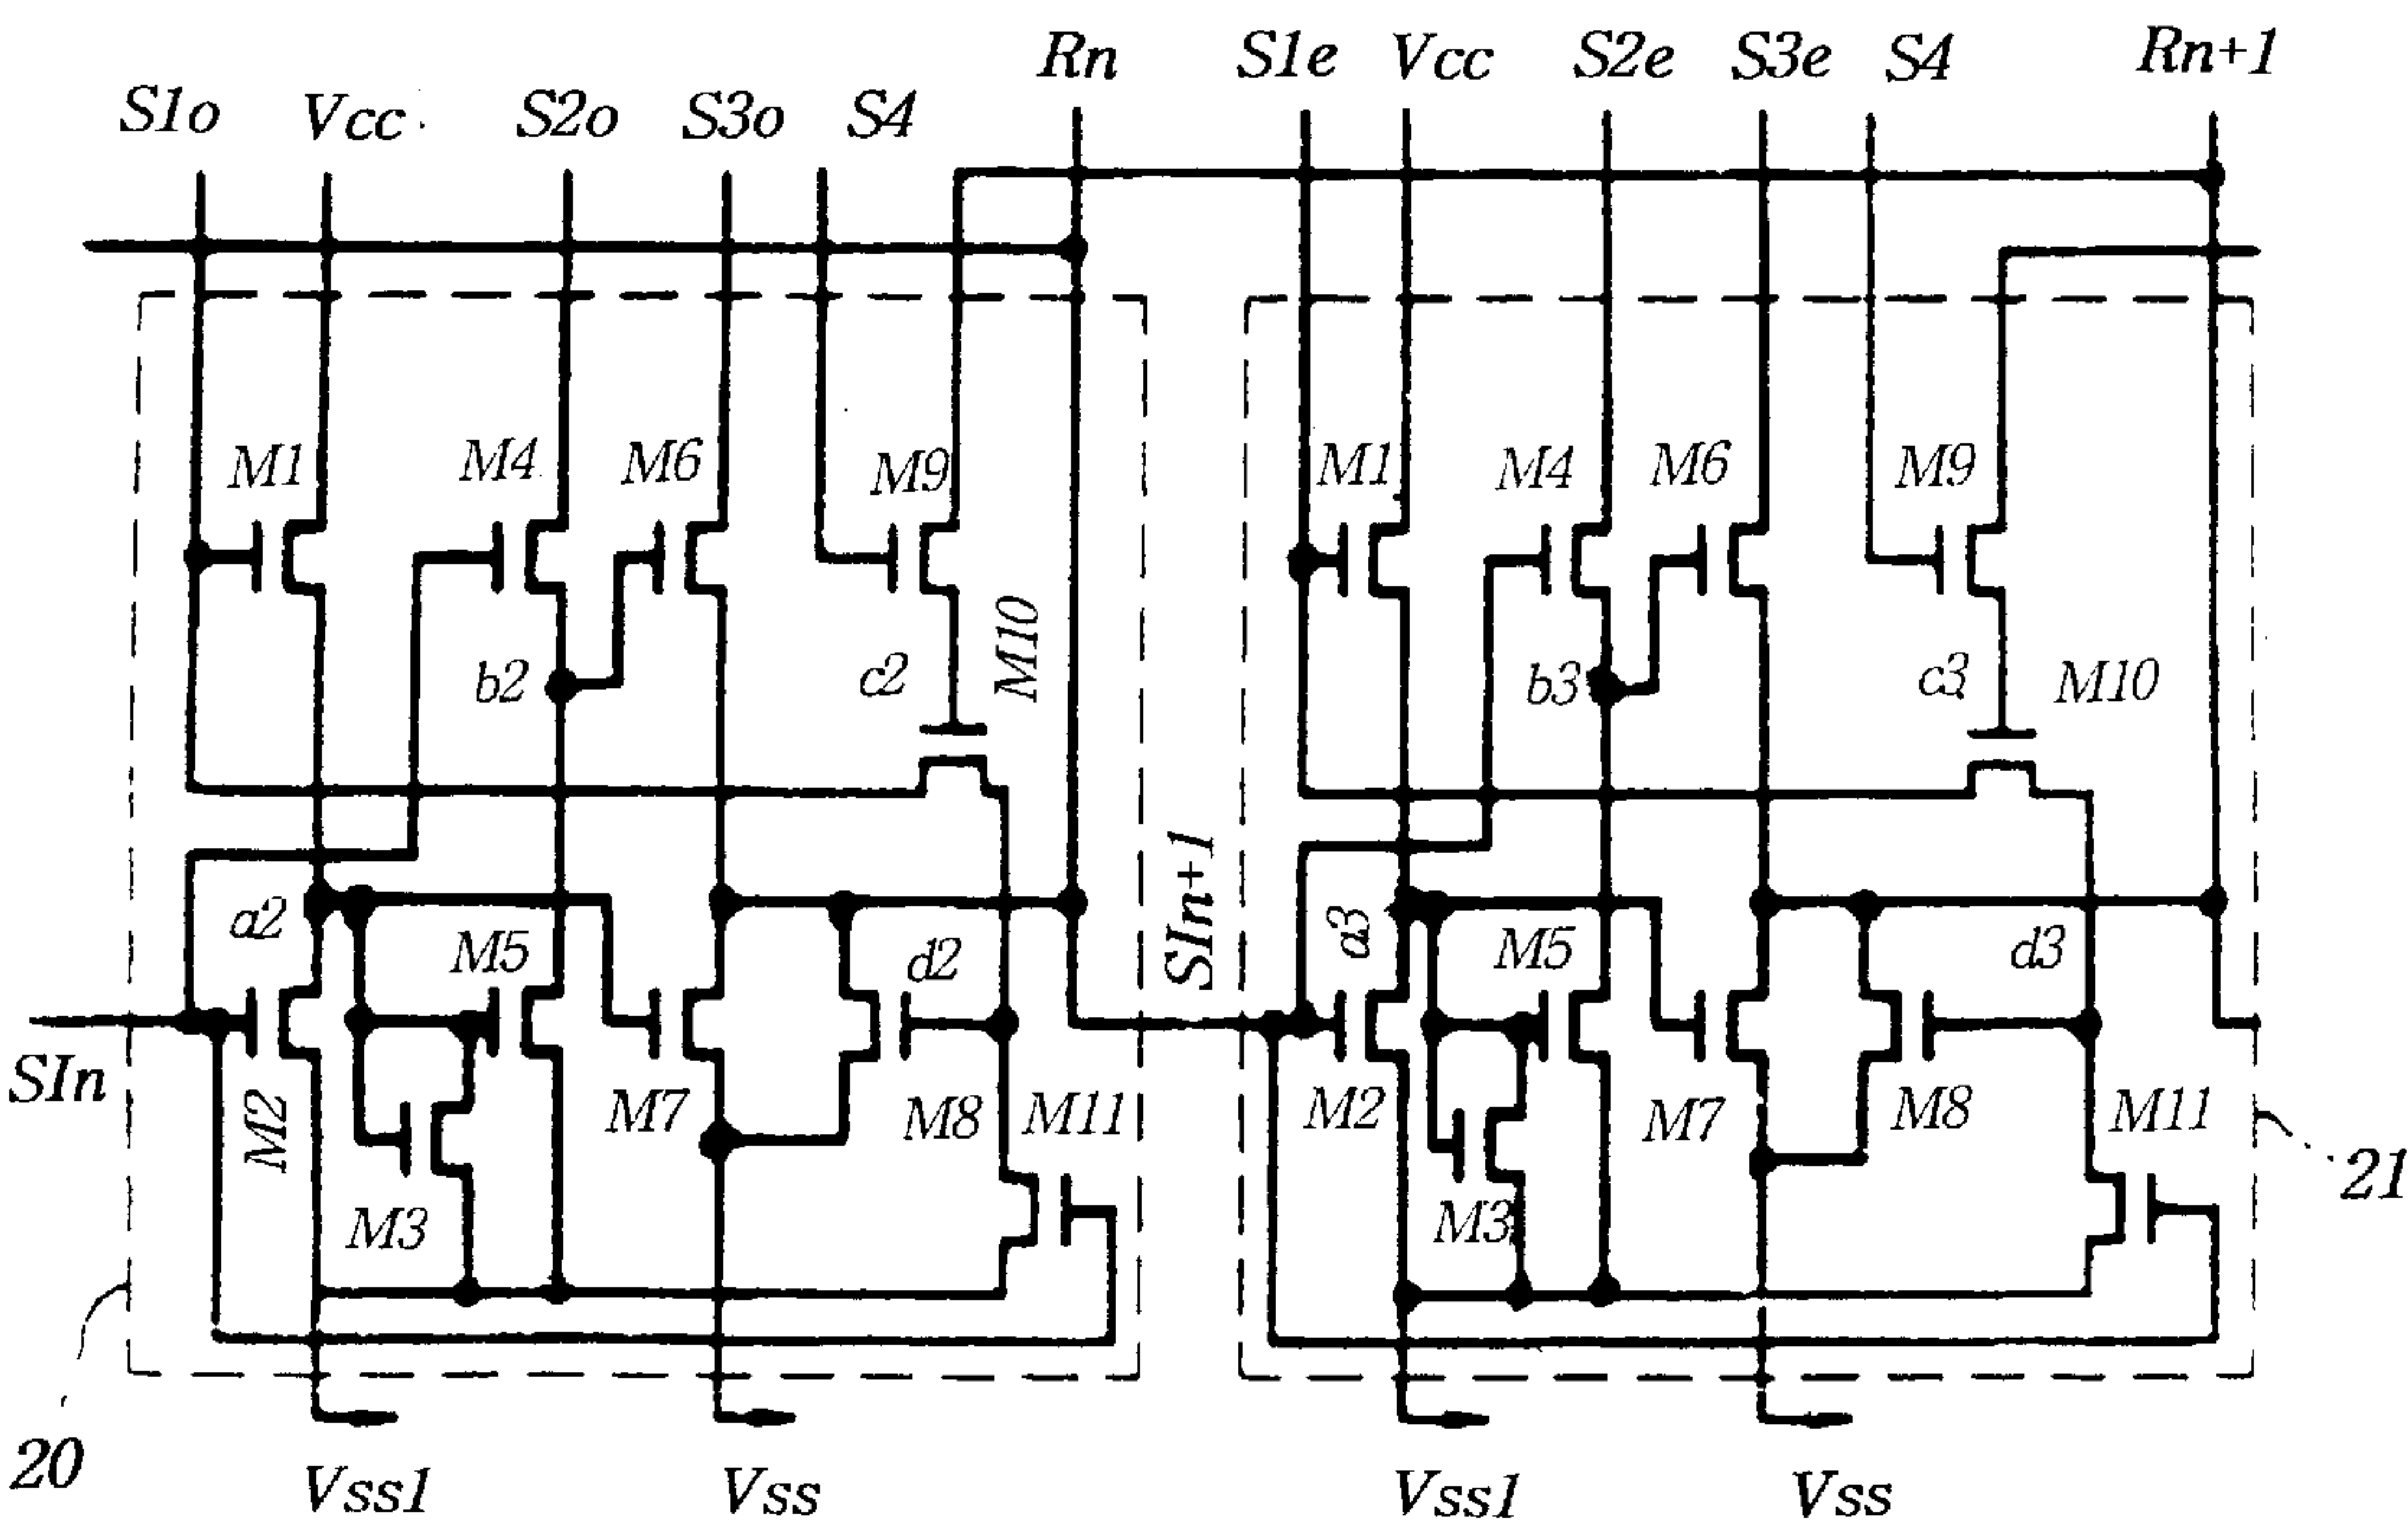 S1o Vcc S2o S3o S4 Rn S1e Vcc S2e S3e S4 Rn+1
M1 M4 M6 M9 M1 M4 M6 M9
b2 c2 M10 b3 c3 M10
a2 M5 d2 SIn+1 a3 M5 d3
SIn M2 M7 M8 M11 M2 M7 M8 M11
M3 M3 21
20 Vss1 Vss Vss1 Vss